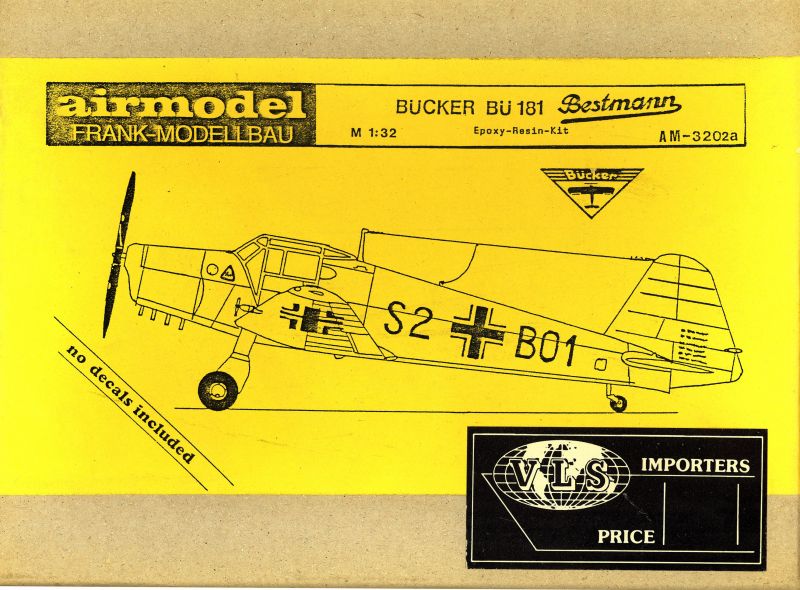 airmodel
FRANK-MODELLBAU
BÜCKER BÜ 181 Bestmann
M 1:32
Epoxy-Resin-Kit
AM-3202a
Bücker
S2
B01
no decals included
VLS
IMPORTERS
PRICE